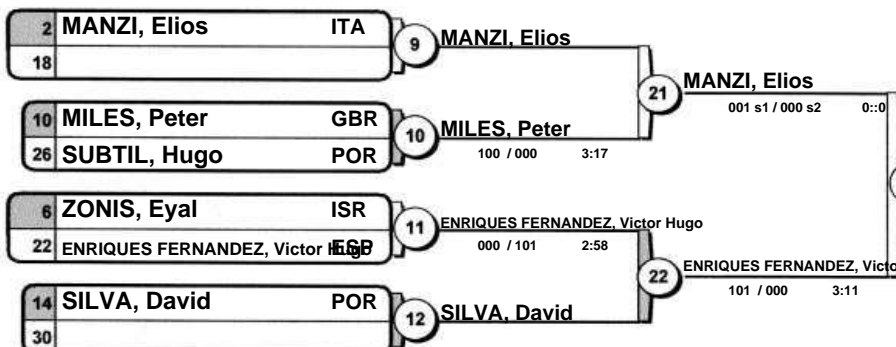 2 MANZI, Elios ITA
18
9
MANZI, Elios
10 MILES, Peter GBR
26 SUBTIL, Hugo POR
10
MILES, Peter
100 / 000 3:17
21
MANZI, Elios
001 s1 / 000 s2 0::0
6 ZONIS, Eyal ISR
22 ENRIQUES FERNANDEZ, Victor Hugo ESP
11
ENRIQUES FERNANDEZ, Victor Hugo
000 / 101 2:58
14 SILVA, David POR
30
12
SILVA, David
22
ENRIQUES FERNANDEZ, Victo
101 / 000 3:11